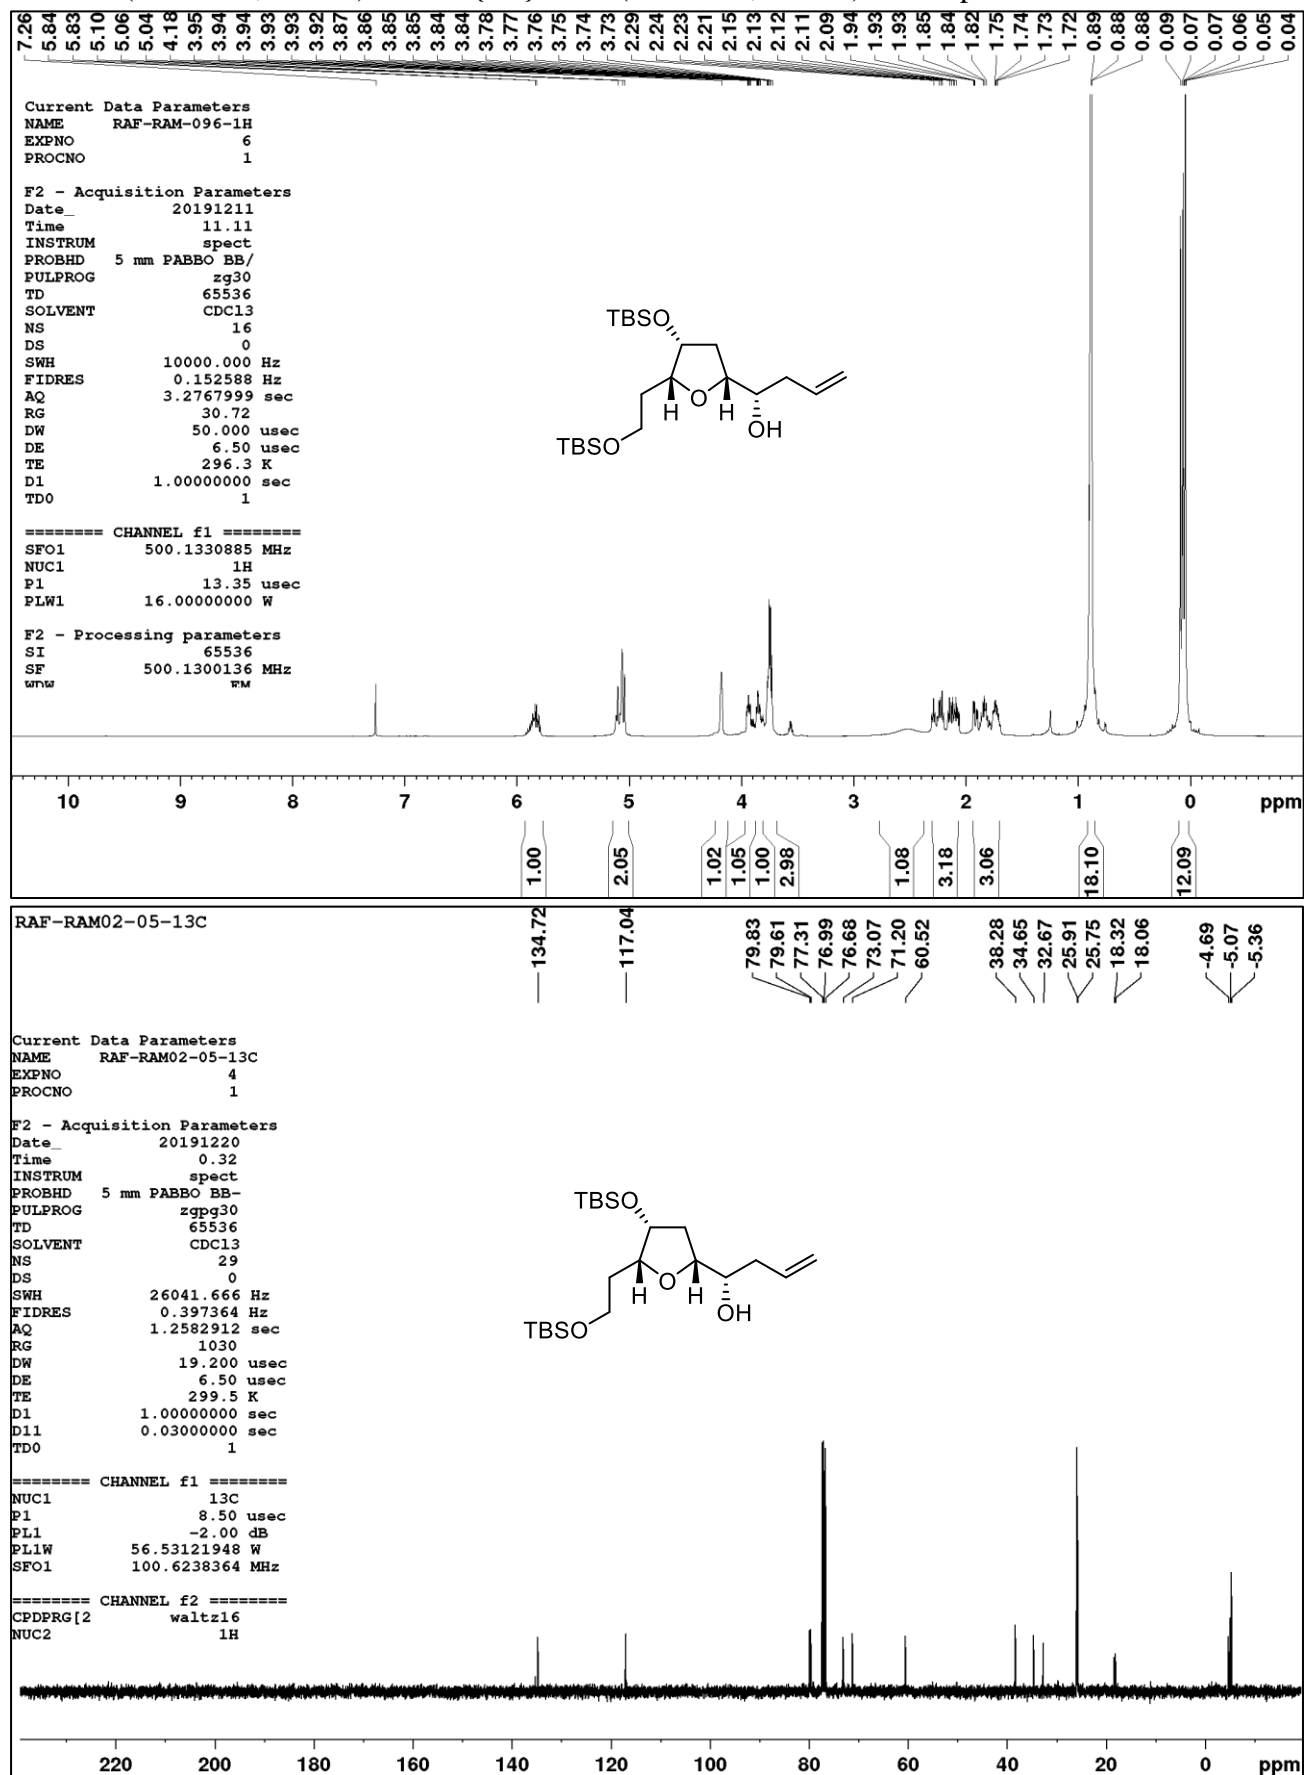 7.26 5.84 5.83 5.10 5.06 5.04 4.18 3.95 3.95 3.94 3.94 3.93 3.93 3.92 3.87 3.86 3.85 3.85 3.84 3.84 3.78 3.77 3.76 3.75 3.74 3.73 2.29 2.24 2.23 2.21 2.15 2.13 2.12 2.11 2.09 1.94 1.93 1.93 1.85 1.84 1.82 1.75 1.74 1.73 1.72 0.89 0.88 0.88 0.09 0.07 0.07 0.06 0.05 0.04
Current Data Parameters
NAME RAF-RAM-096-1H
EXPNO 6
PROCNO 1
F2 - Acquisition Parameters
Date_ 20191211
Time 11.11
INSTRUM spect
PROBHD 5 mm PABBO BB/
PULPROG zg30
TD 65536
SOLVENT CDCl3
NS 16
DS 0
SWH 10000.000 Hz
FIDRES 0.152588 Hz
AQ 3.2767999 sec
RG 30.72
DW 50.000 usec
DE 6.50 usec
TE 296.3 K
D1 1.00000000 sec
TD0 1
======== CHANNEL f1 ========
SFO1 500.1330885 MHz
NUC1 1H
P1 13.35 usec
PLW1 16.00000000 W
F2 - Processing parameters
SI 65536
SF 500.1300136 MHz
WDW EM
TBSO
H O H
OH
TBSO
10 9 8 7 6 5 4 3 2 1 0 ppm
1.00 2.05 1.02 1.05 1.00 2.98 1.08 3.18 3.06 18.10 12.09
RAF-RAM02-05-13C
134.72 117.04 79.83 79.61 77.31 76.99 76.68 73.07 71.20 60.52 38.28 34.65 32.67 25.91 25.75 18.32 18.06 -4.69 -5.07 -5.36
Current Data Parameters
NAME RAF-RAM02-05-13C
EXPNO 4
PROCNO 1
F2 - Acquisition Parameters
Date_ 20191220
Time 0.32
INSTRUM spect
PROBHD 5 mm PABBO BB-
PULPROG zgpg30
TD 65536
SOLVENT CDCl3
NS 29
DS 0
SWH 26041.666 Hz
FIDRES 0.397364 Hz
AQ 1.2582912 sec
RG 1030
DW 19.200 usec
DE 6.50 usec
TE 299.5 K
D1 1.00000000 sec
D11 0.03000000 sec
TD0 1
======== CHANNEL f1 ========
NUC1 13C
P1 8.50 usec
PL1 -2.00 dB
PL1W 56.53121948 W
SFO1 100.6238364 MHz
======== CHANNEL f2 ========
CPDPRG[2 waltz16
NUC2 1H
TBSO
H O H
OH
TBSO
220 200 180 160 140 120 100 80 60 40 20 0 ppm